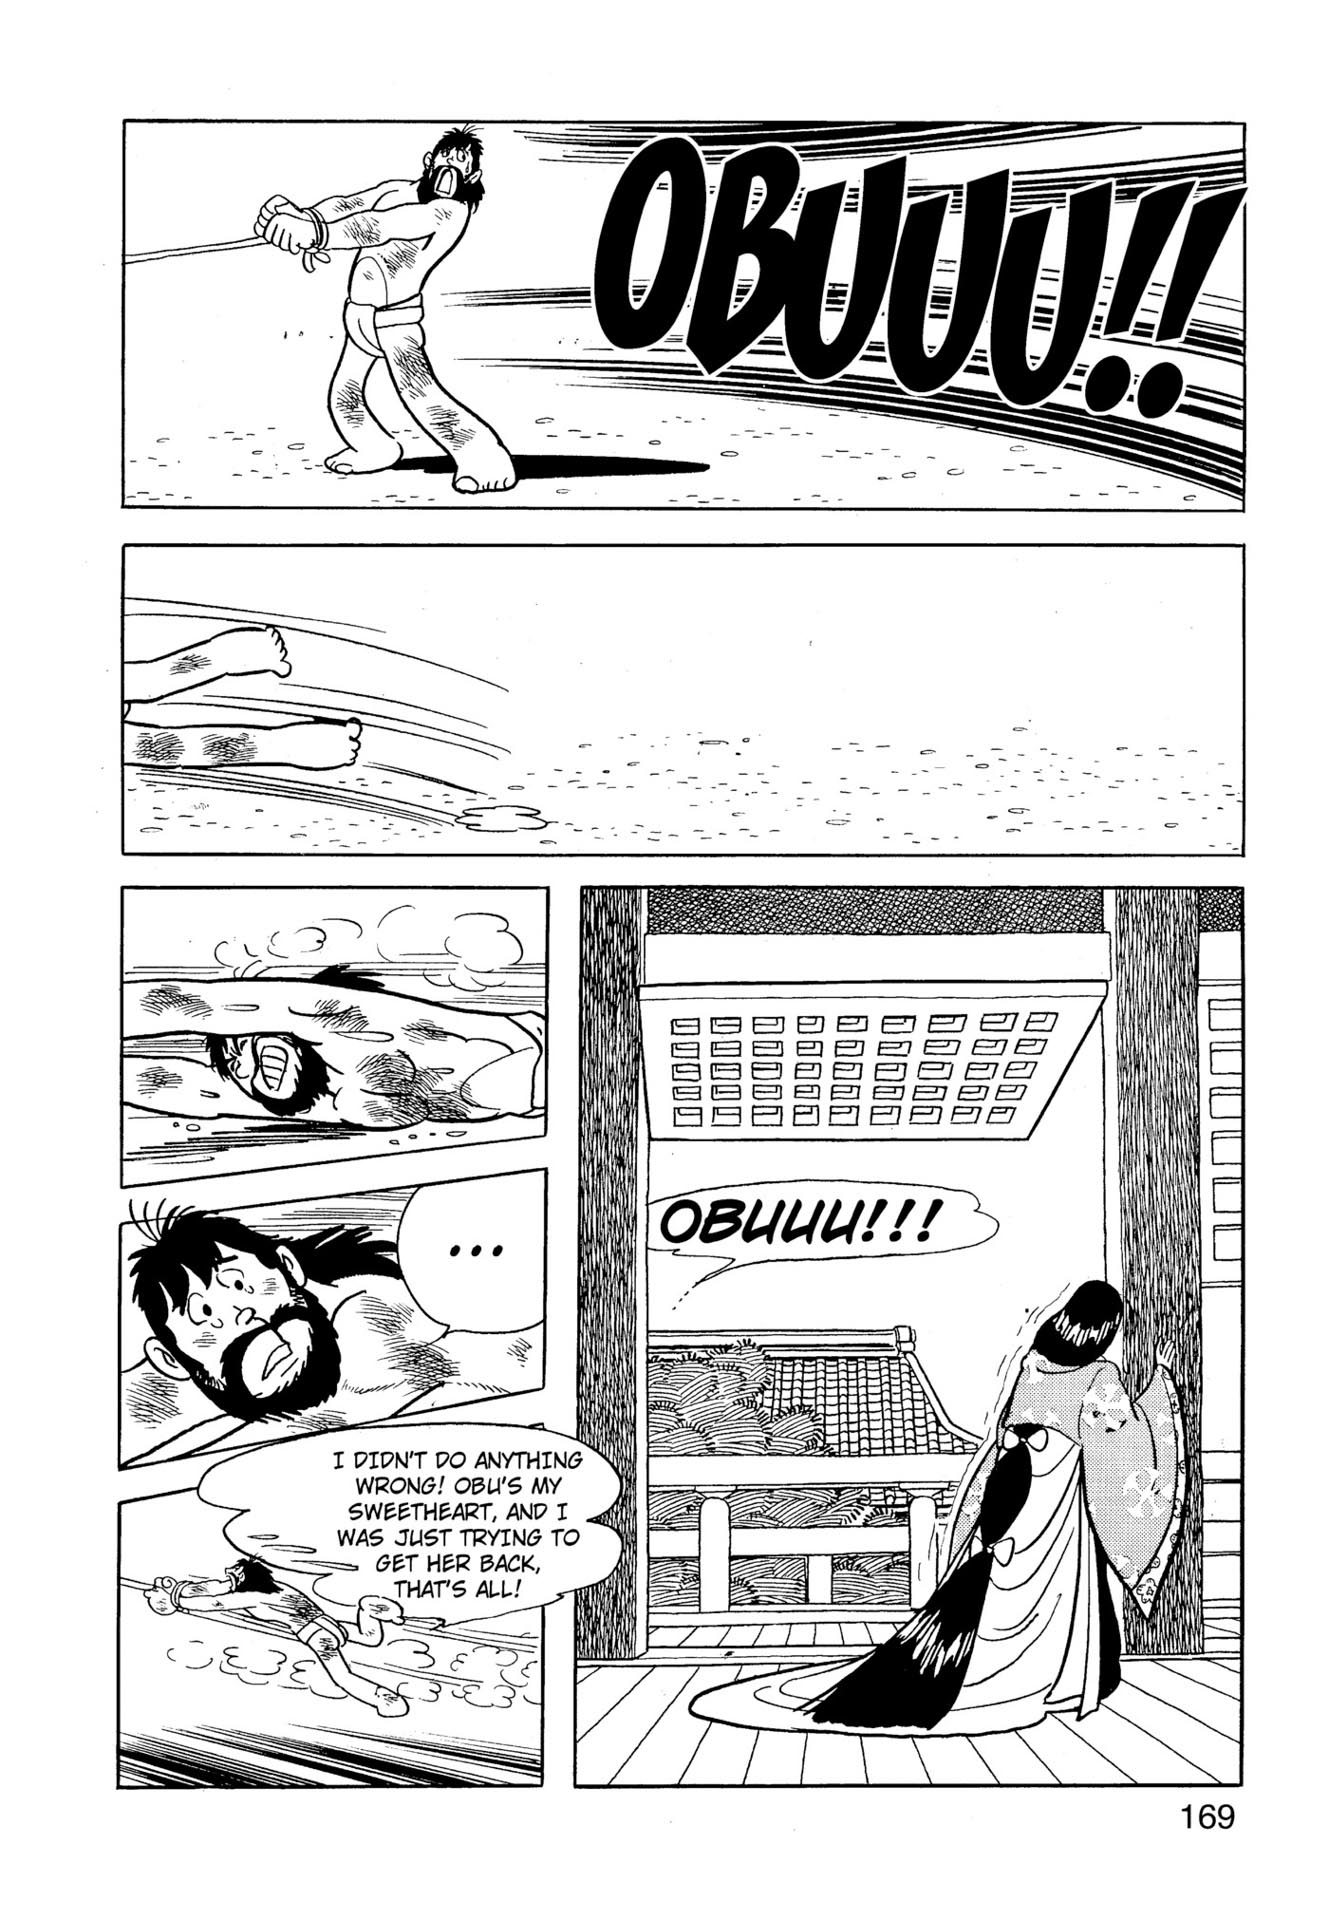 OBUUU!!
OBUUU!!!
...
I DIDN'T DO ANYTHING
WRONG! OBU'S MY
SWEETHEART, AND I
WAS JUST TRYING TO
GET HER BACK,
THAT'S ALL!
169